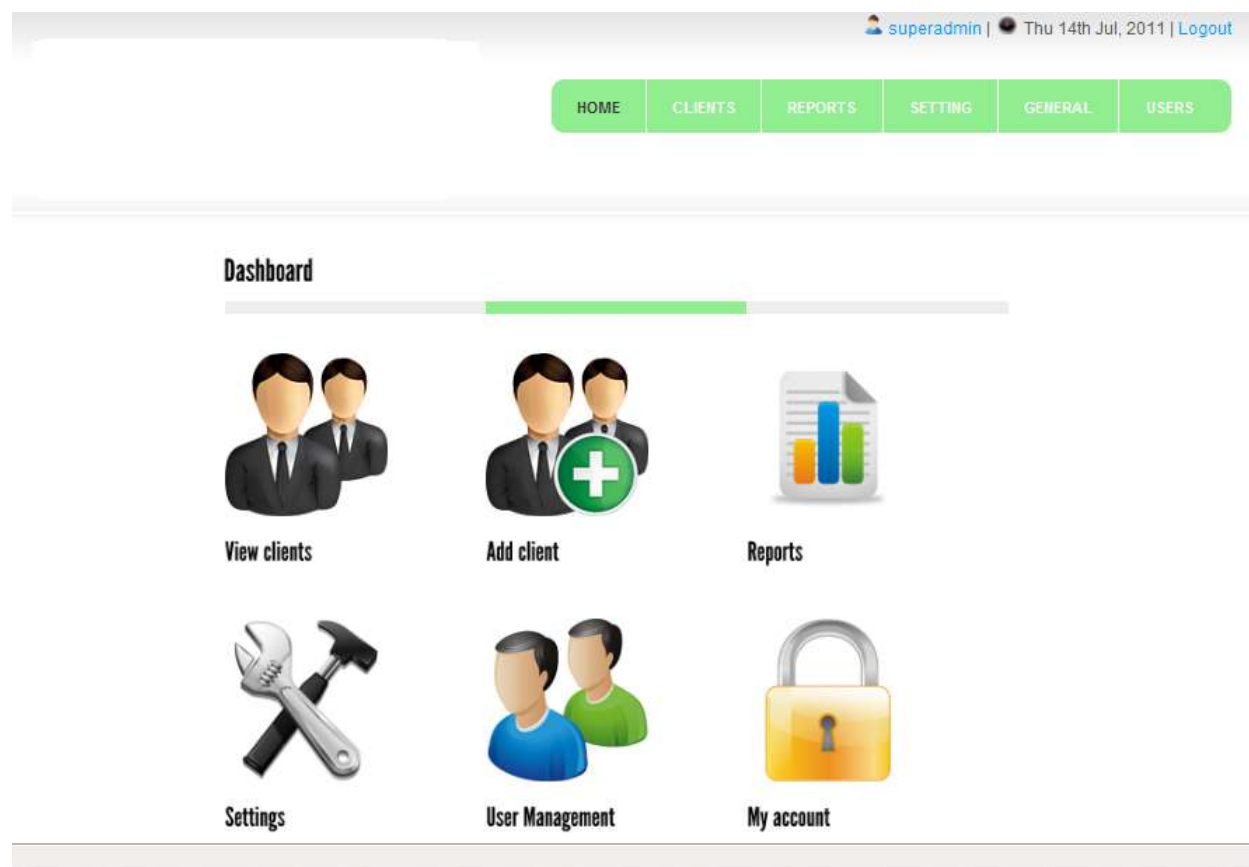 superadmin | Thu 14th Jul, 2011 | Logout
HOME CLIENTS REPORTS SETTING GENERAL USERS
Dashboard
View clients Add client Reports
Settings User Management My account